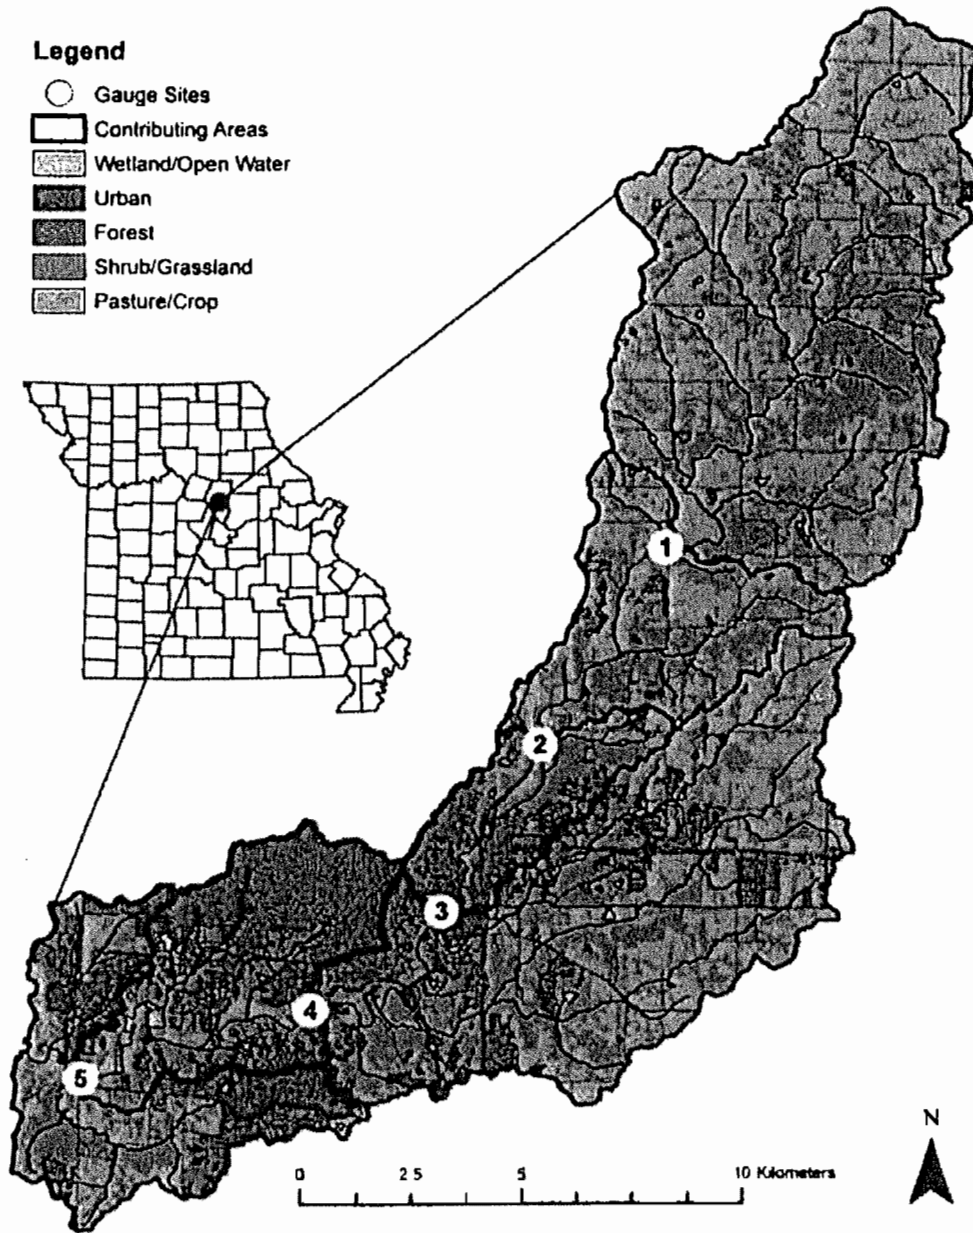 Legend
Gauge Sites
Contributing Areas
Wetland/Open Water
Urban
Forest
Shrub/Grassland
Pasture/Crop
1
2
3
4
5
N
0 2.5 5 10 Kilometers